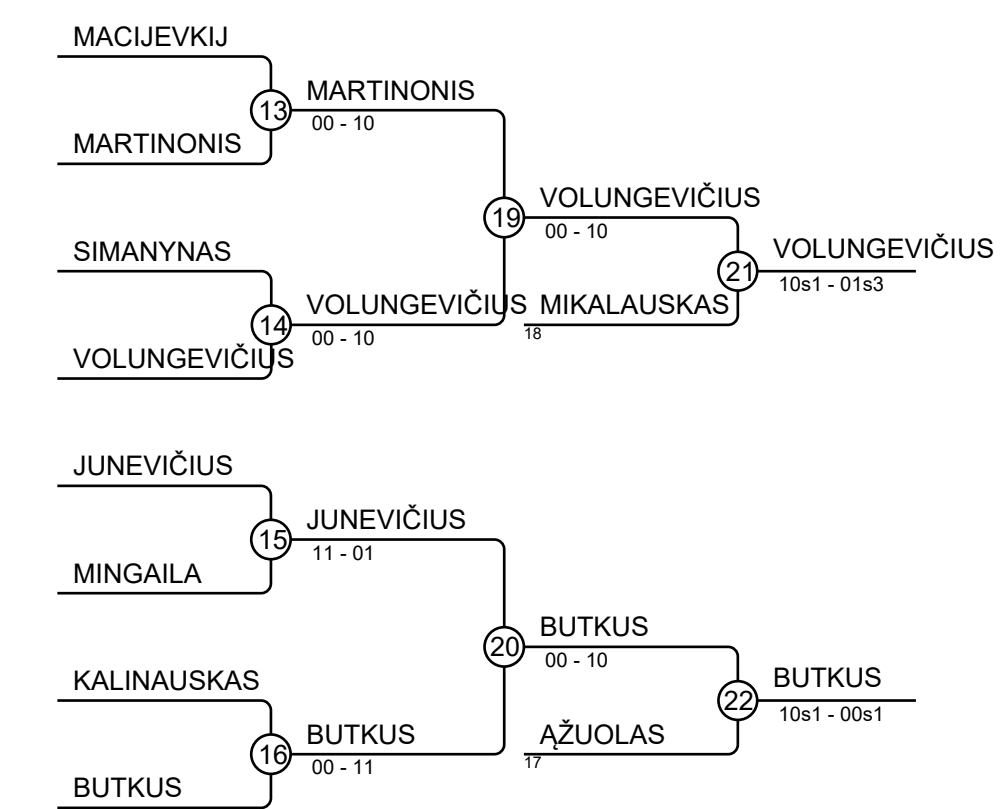 MACIJEVKIJ
13
MARTINONIS
00 - 10
MARTINONIS
19
VOLUNGEVIČIUS
00 - 10
SIMANYNAS
14
VOLUNGEVIČIUS
00 - 10
VOLUNGEVIČIUS
MIKALAUSKAS
18
21
VOLUNGEVIČIUS
10s1 - 01s3
JUNEVIČIUS
15
JUNEVIČIUS
11 - 01
MINGAILA
20
BUTKUS
00 - 10
KALINAUSKAS
16
BUTKUS
00 - 11
BUTKUS
ĄŽUOLAS
17
22
BUTKUS
10s1 - 00s1